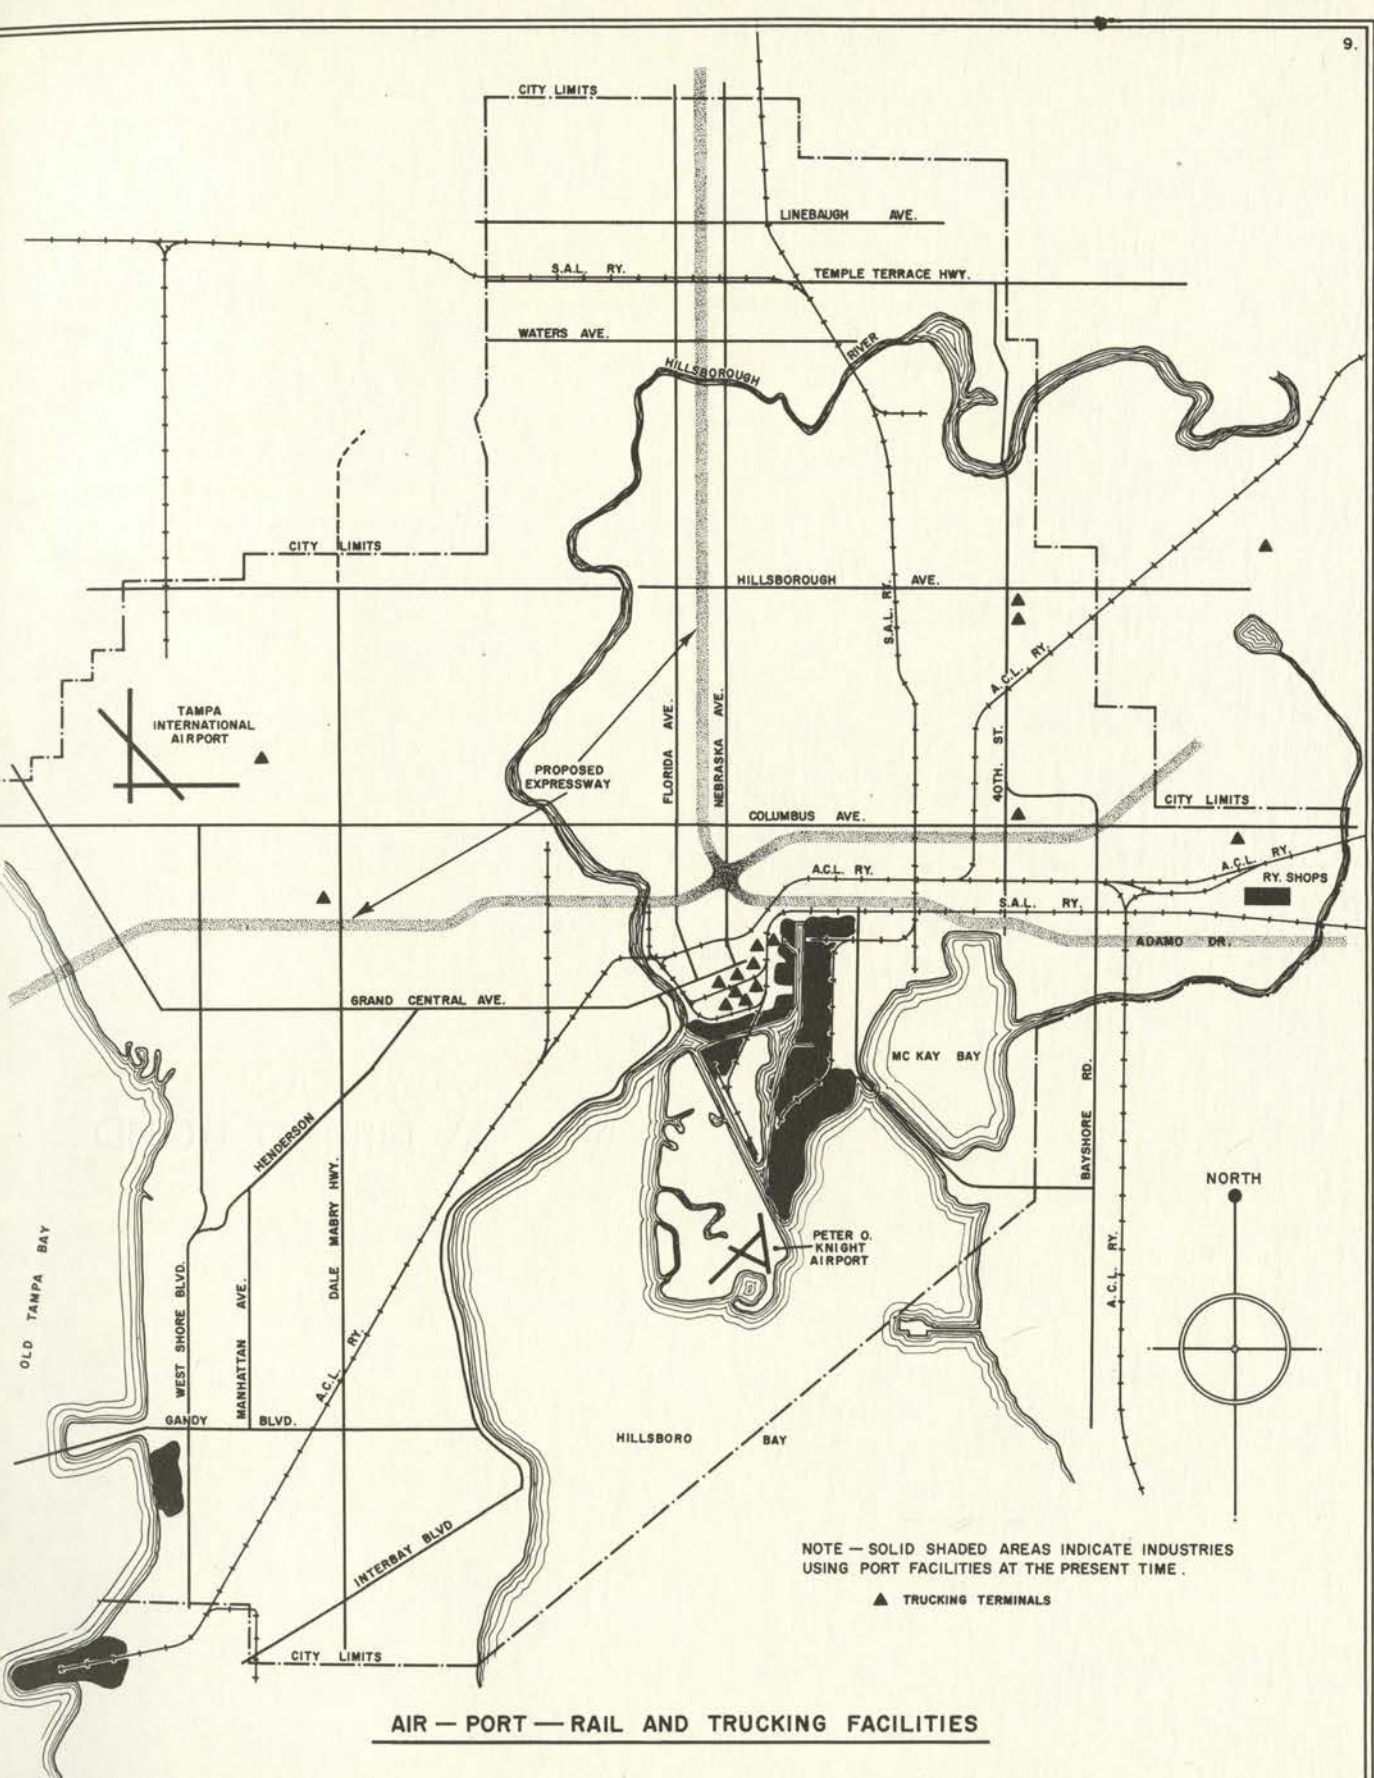 9.
CITY LIMITS
LINEBAUGH AVE.
S.A.L. RY.
TEMPLE TERRACE HWY.
WATERS AVE.
HILLSBOROUGH
RIVER
CITY LIMITS
HILLSBOROUGH AVE.
S.A.L. RY.
A.C.L. RY.
TAMPA
INTERNATIONAL
AIRPORT
FLORIDA AVE.
NEBRASKA AVE.
40TH. ST.
PROPOSED
EXPRESSWAY
CITY LIMITS
COLUMBUS AVE.
A.C.L. RY.
A.C.L. RY.
RY. SHOPS
S.A.L. RY.
ADAMO DR.
GRAND CENTRAL AVE.
MC KAY BAY
BAYSHORE RD.
HENDERSON
DALE MABRY HWY.
NORTH
PETER O.
KNIGHT
AIRPORT
OLD TAMPA BAY
WEST SHORE BLVD.
MANHATTAN AVE.
A.C.L. RY.
A.C.L. RY.
GANDY BLVD.
HILLSBORO BAY
INTERBAY BLVD
NOTE — SOLID SHADED AREAS INDICATE INDUSTRIES
USING PORT FACILITIES AT THE PRESENT TIME.
TRUCKING TERMINALS
CITY LIMITS
AIR — PORT — RAIL AND TRUCKING FACILITIES